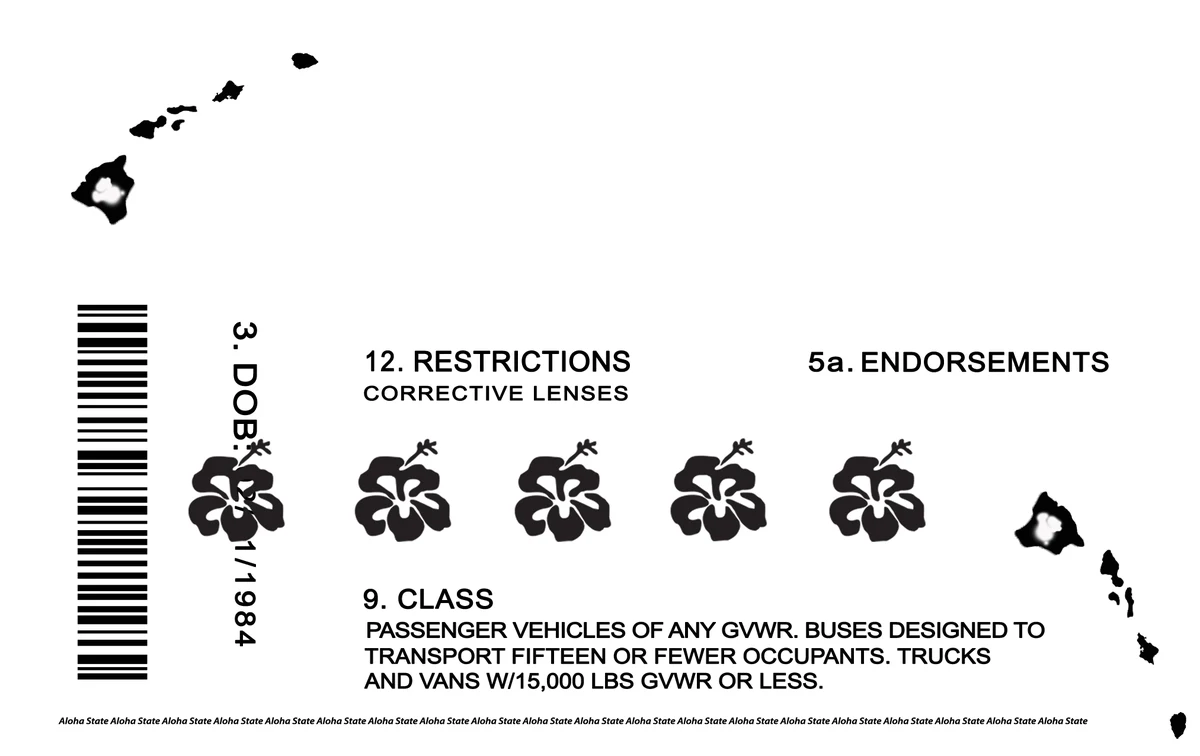 3. DOB: 1/1984
12. RESTRICTIONS
CORRECTIVE LENSES
5a. ENDORSEMENTS
9. CLASS
PASSENGER VEHICLES OF ANY GVWR. BUSES DESIGNED TO
TRANSPORT FIFTEEN OR FEWER OCCUPANTS. TRUCKS
AND VANS W/15,000 LBS GVWR OR LESS.
Aloha State Aloha State Aloha State Aloha State Aloha State Aloha State Aloha State Aloha State Aloha State Aloha State Aloha State Aloha State Aloha State Aloha State Aloha State Aloha State Aloha State Aloha State Aloha State Aloha State